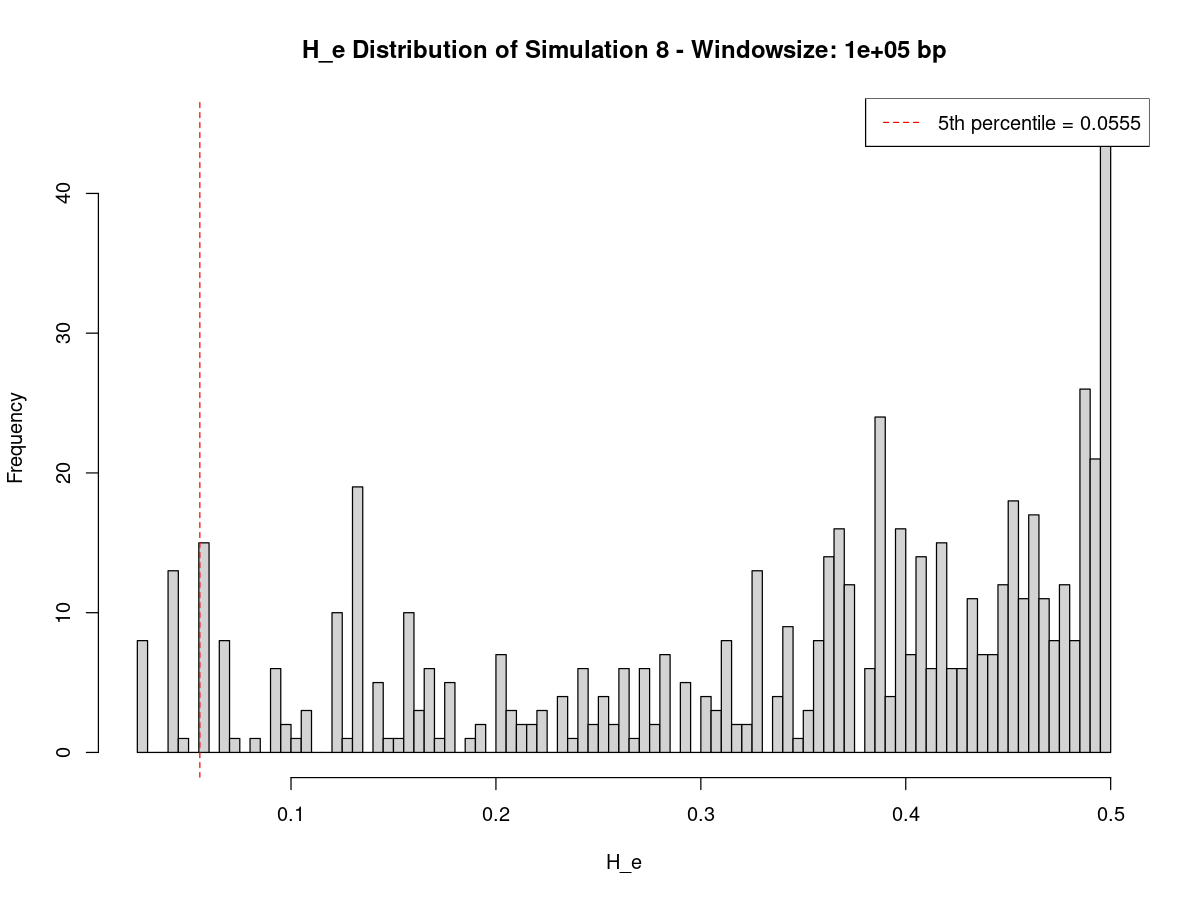 H_e Distribution of Simulation 8 - Windowsize: 1e+05 bp
5th percentile = 0.0555
Frequency
40
30
20
10
0
0.1 0.2 0.3 0.4 0.5
H_e